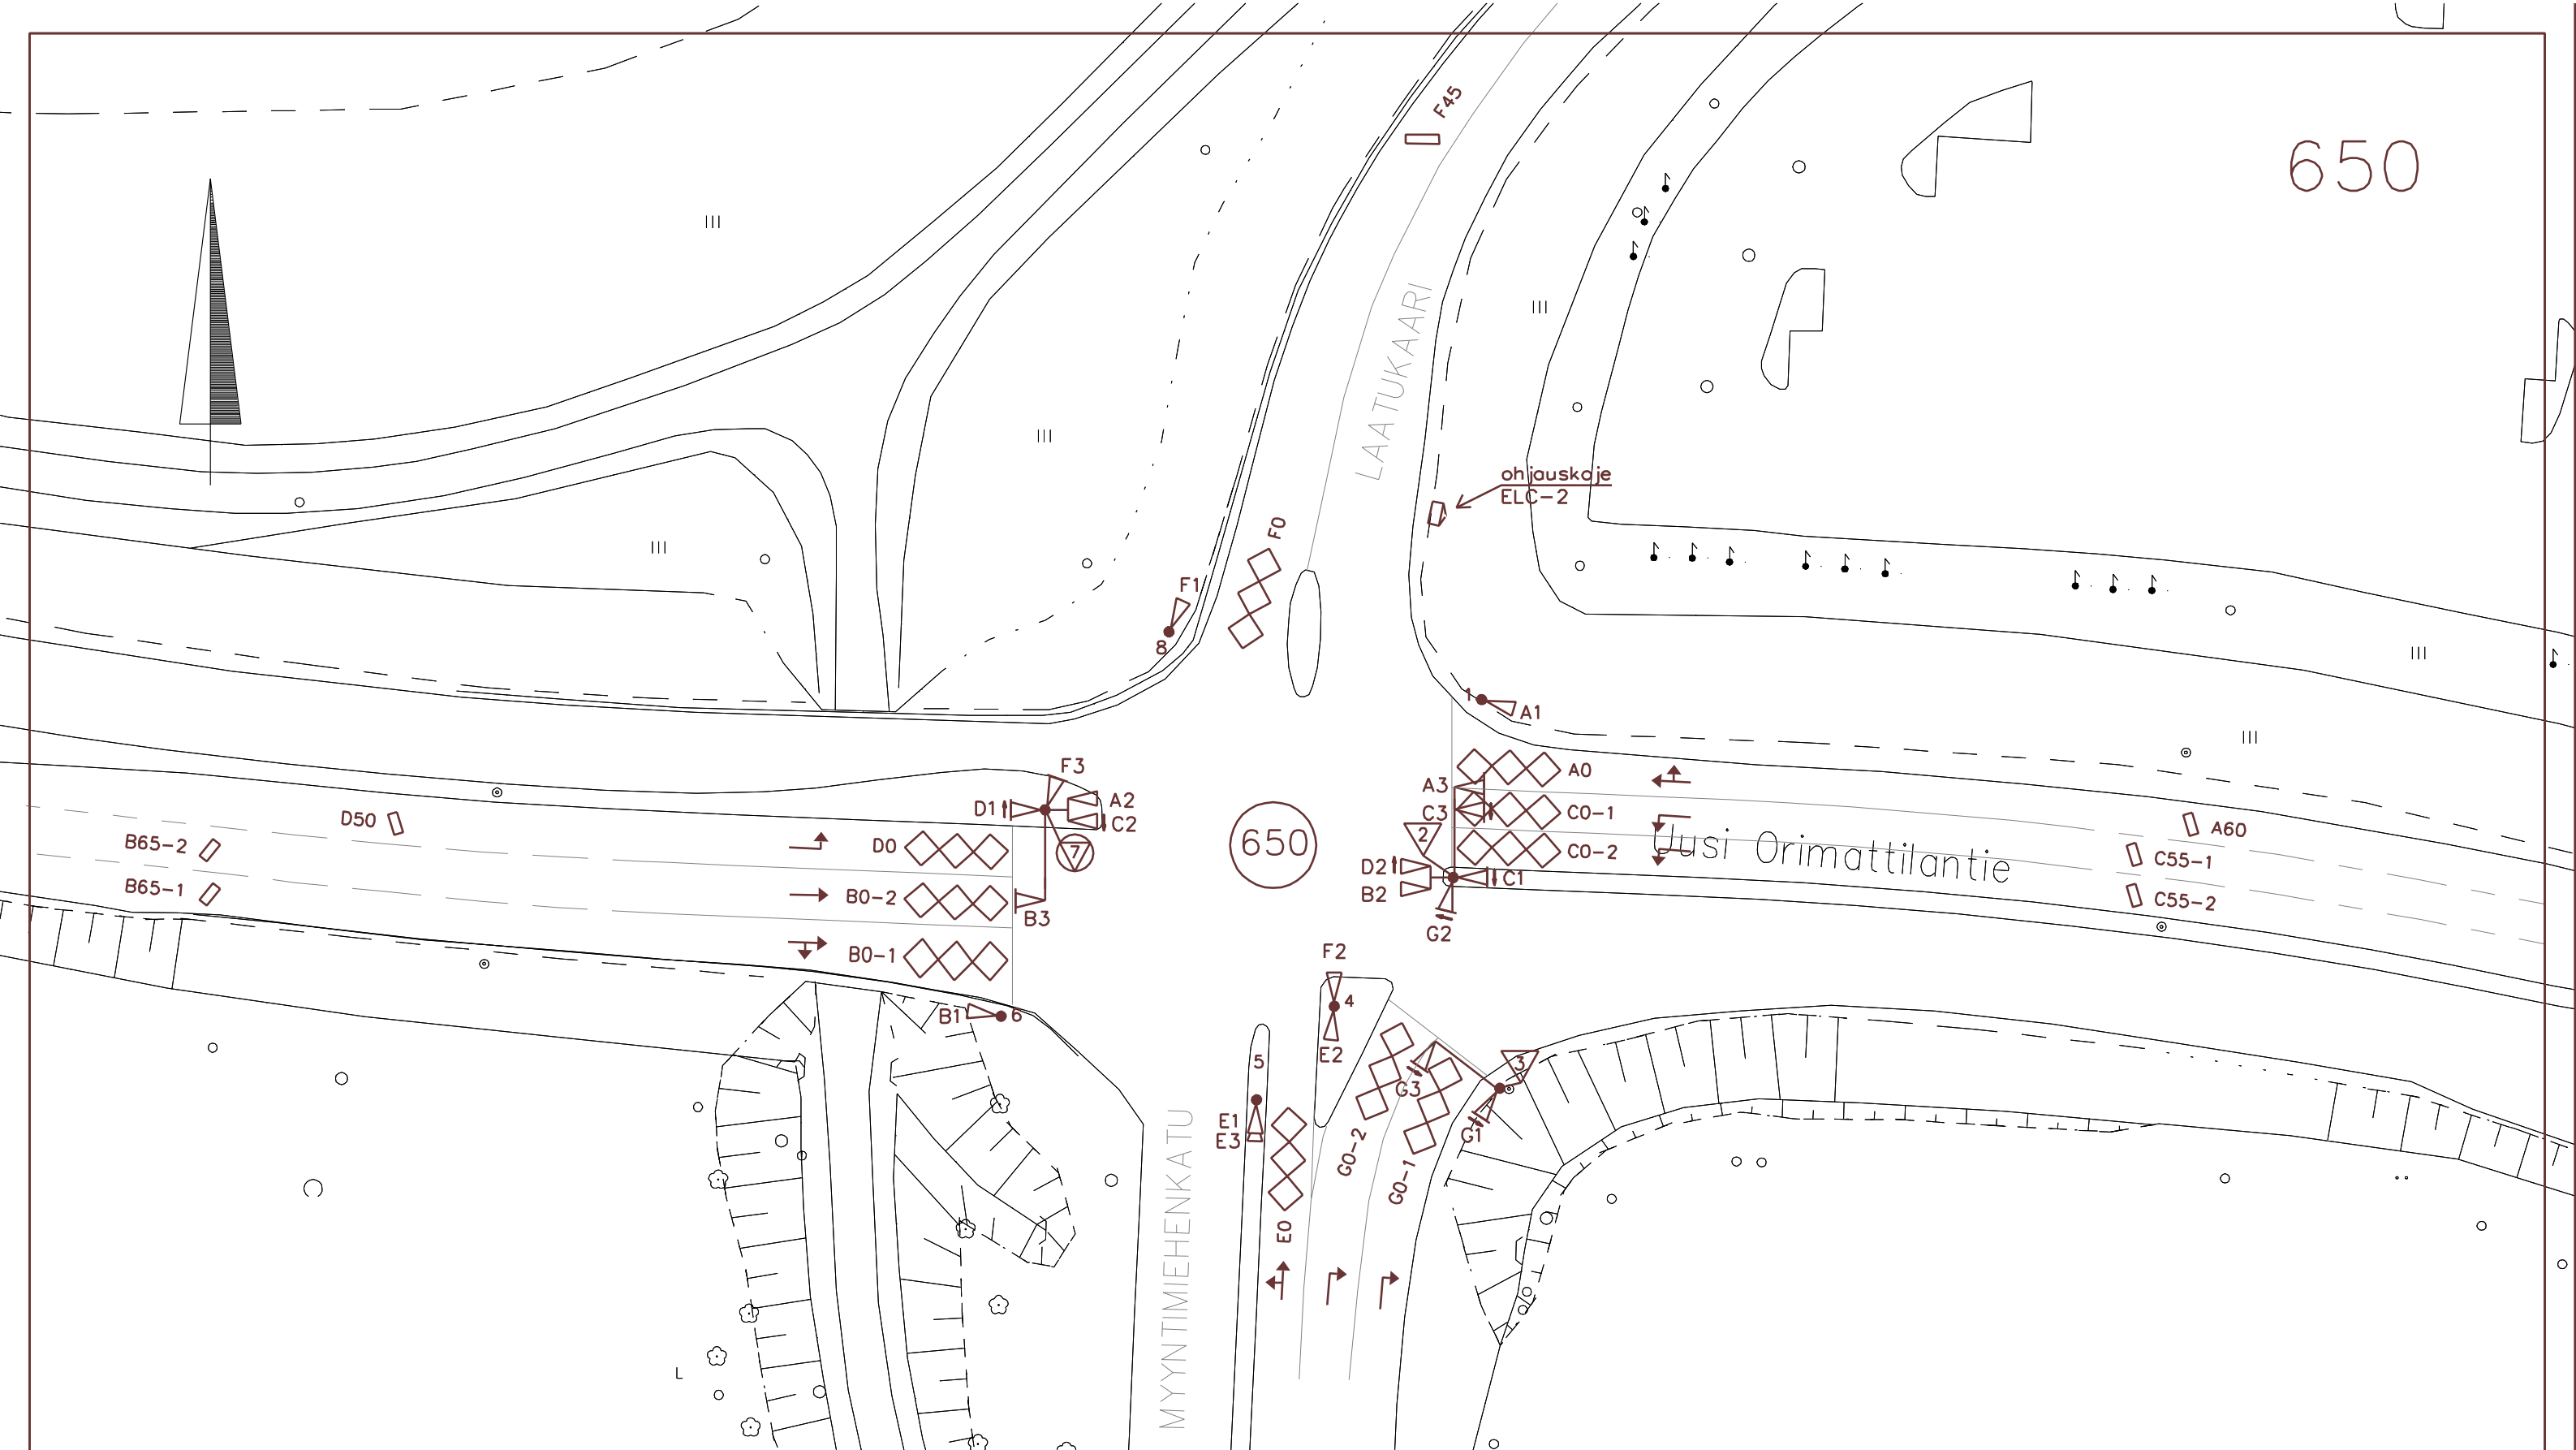 F45
650
LAATUKAARI
ohjauskoje
ELC-2
F0
F1
8
1
A1
F3
A0
A3
D1
A2
C2
C3
C0-1
D50
B65-2
D0
7
650
2
Uusi Orimattilantie
A60
C0-2
C55-1
D2
C1
B65-1
B0-2
B2
C55-2
B3
G2
B0-1
F2
4
B1
6
E2
5
3
G3
E1
E3
G1
G0-2
G0-1
E0
MYYNTIMIEHENKATU
L